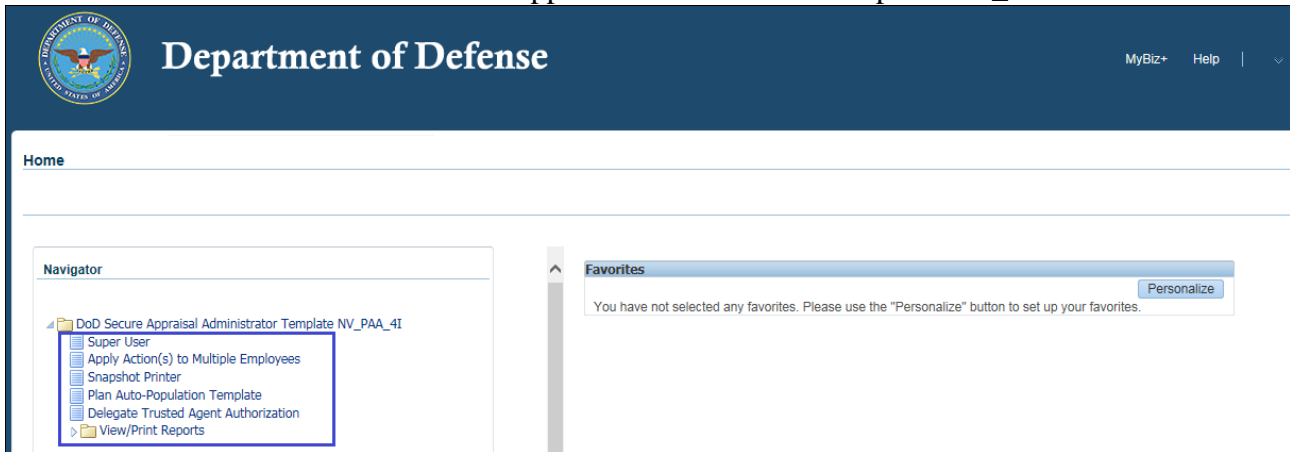 Department of Defense
MyBiz+ Help |
Home
Navigator
DoD Secure Appraisal Administrator Template NV_PAA_4I
Super User
Apply Action(s) to Multiple Employees
Snapshot Printer
Plan Auto-Population Template
Delegate Trusted Agent Authorization
View/Print Reports
Favorites
Personalize
You have not selected any favorites. Please use the "Personalize" button to set up your favorites.